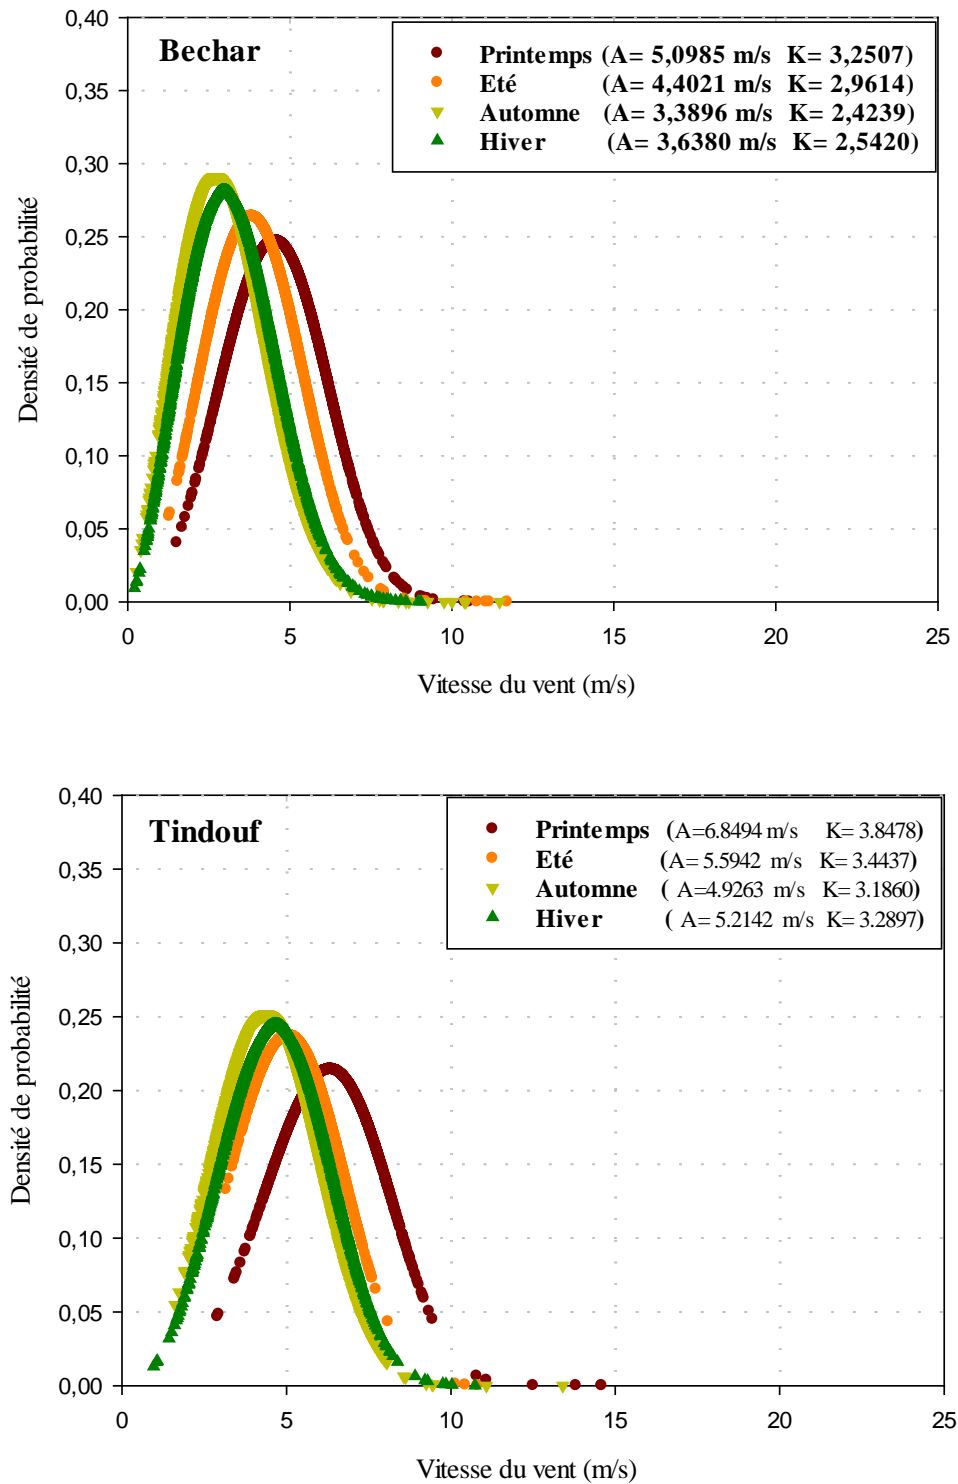 Bechar
Printemps (A= 5,0985 m/s K= 3,2507)
Eté (A= 4,4021 m/s K= 2,9614)
Automne (A= 3,3896 m/s K= 2,4239)
Hiver (A= 3,6380 m/s K= 2,5420)
Densité de probabilité
0,40
0,35
0,30
0,25
0,20
0,15
0,10
0,05
0,00
0 5 10 15 20 25
Vitesse du vent (m/s)
Tindouf
Printemps (A=6.8494 m/s K= 3.8478)
Eté (A= 5.5942 m/s K= 3.4437)
Automne ( A=4.9263 m/s K= 3.1860)
Hiver ( A= 5.2142 m/s K= 3.2897)
Densité de probabilité
0,40
0,35
0,30
0,25
0,20
0,15
0,10
0,05
0,00
0 5 10 15 20 25
Vitesse du vent (m/s)